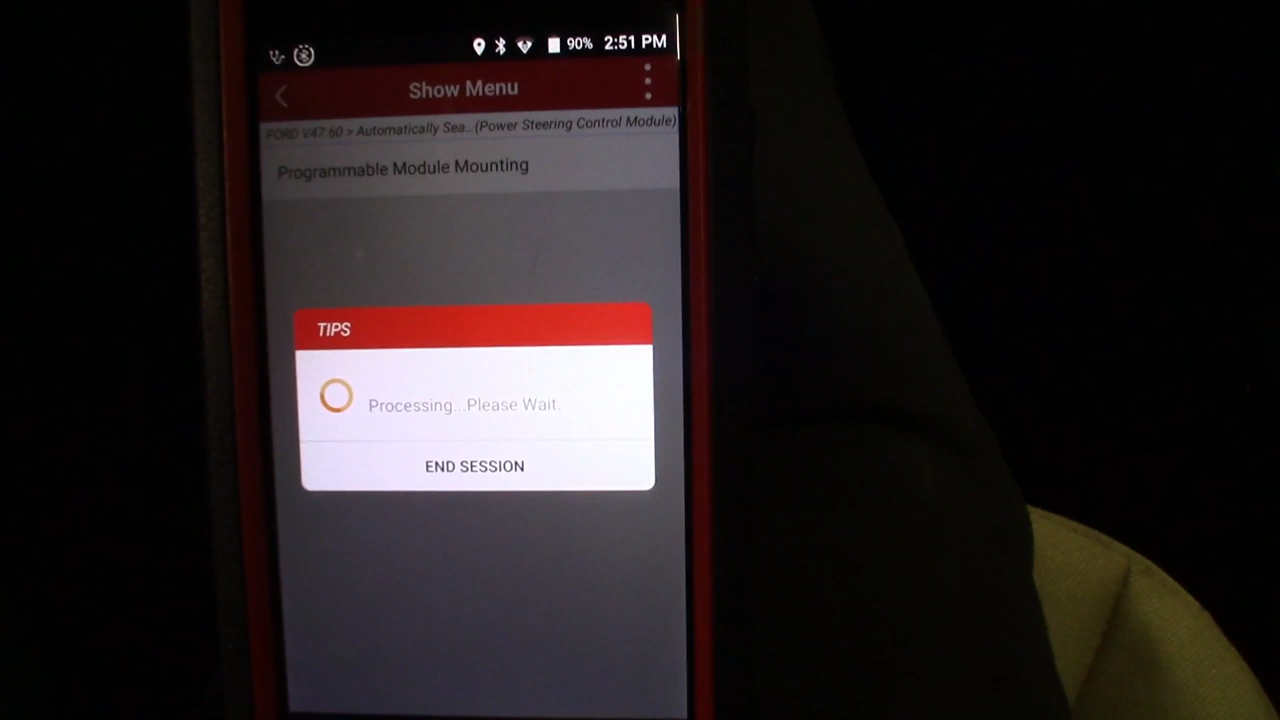 90% 2:51 PM
Show Menu
FORD V47.60 > Automatically Sea...(Power Steering Control Module)
Programmable Module Mounting
TIPS
Processing...Please Wait.
END SESSION